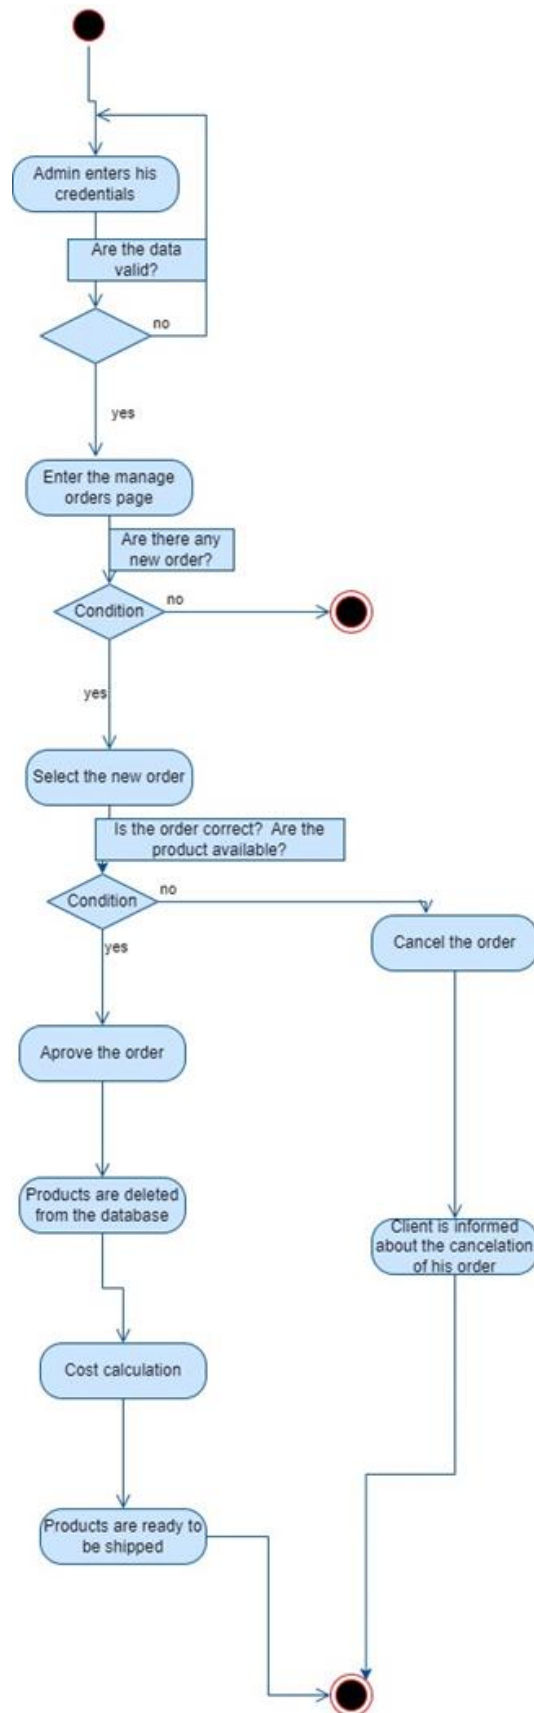 Admin enters his
credentials
Are the data
valid?
no
yes
Enter the manage
orders page
Are there any
new order?
Condition
no
yes
Select the new order
Is the order correct? Are the
product available?
Condition
no
yes
Cancel the order
Aprove the order
Products are deleted
from the database
Client is informed
about the cancelation
of his order
Cost calculation
Products are ready to
be shipped